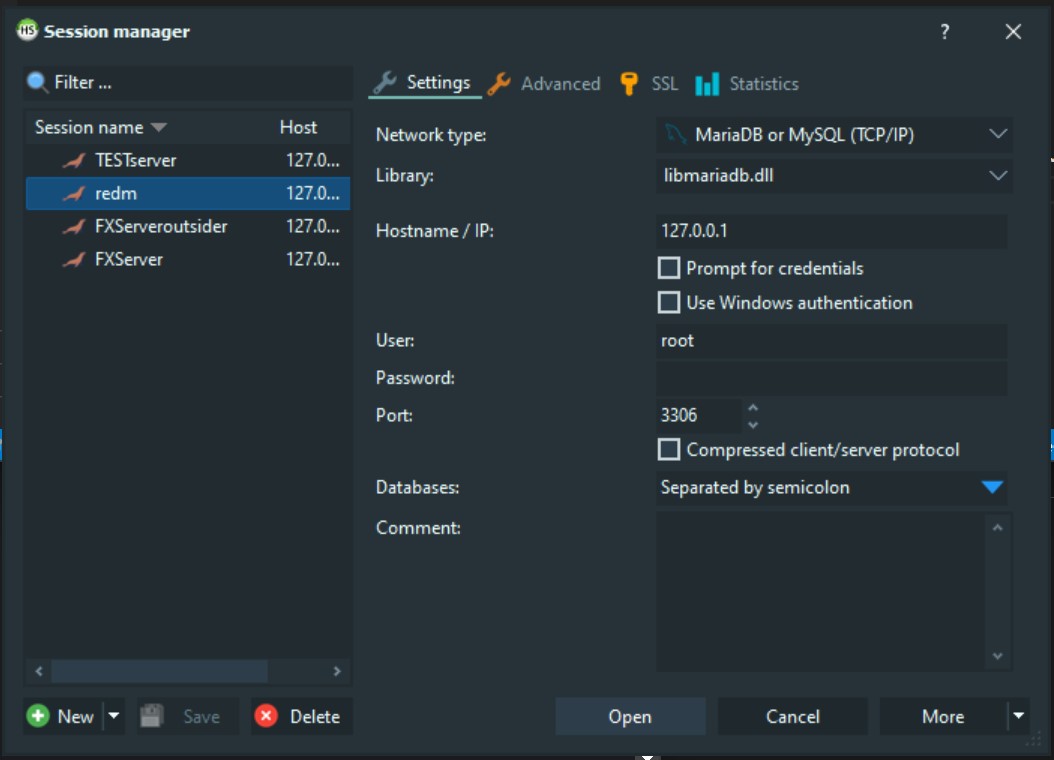 HS Session manager ?
Filter ...
Session name Host
TESTserver 127.0...
redm 127.0...
FXServeroutsider 127.0...
FXServer 127.0...
New Save Delete
Settings Advanced SSL Statistics
Network type: MariaDB or MySQL (TCP/IP)
Library: libmariadb.dll
Hostname / IP: 127.0.0.1
Prompt for credentials
Use Windows authentication
User: root
Password:
Port: 3306
Compressed client/server protocol
Databases: Separated by semicolon
Comment:
Open Cancel More